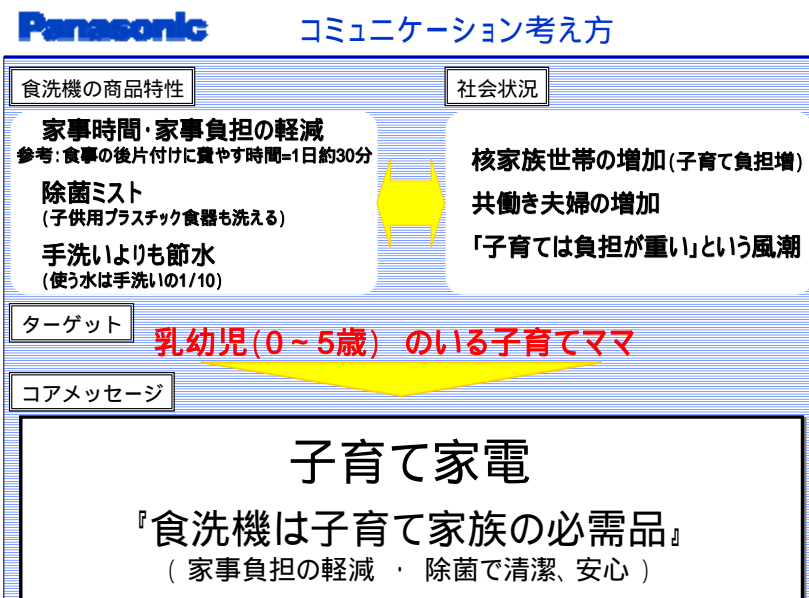 Panasonic
コミュニケーション考え方
食洗機の商品特性
家事時間・家事負担の軽減
参考:食事の後片付けに費やす時間=1日約30分
除菌ミスト
(子供用プラスチック食器も洗える)
手洗いよりも節水
(使う水は手洗いの1/10)
社会状況
核家族世帯の増加(子育て負担増)
共働き夫婦の増加
「子育ては負担が重い」という風潮
ターゲット
乳幼児(0~5歳) のいる子育てママ
コアメッセージ
子育て家電
『食洗機は子育て家族の必需品』
( 家事負担の軽減 ・ 除菌で清潔、安心 )